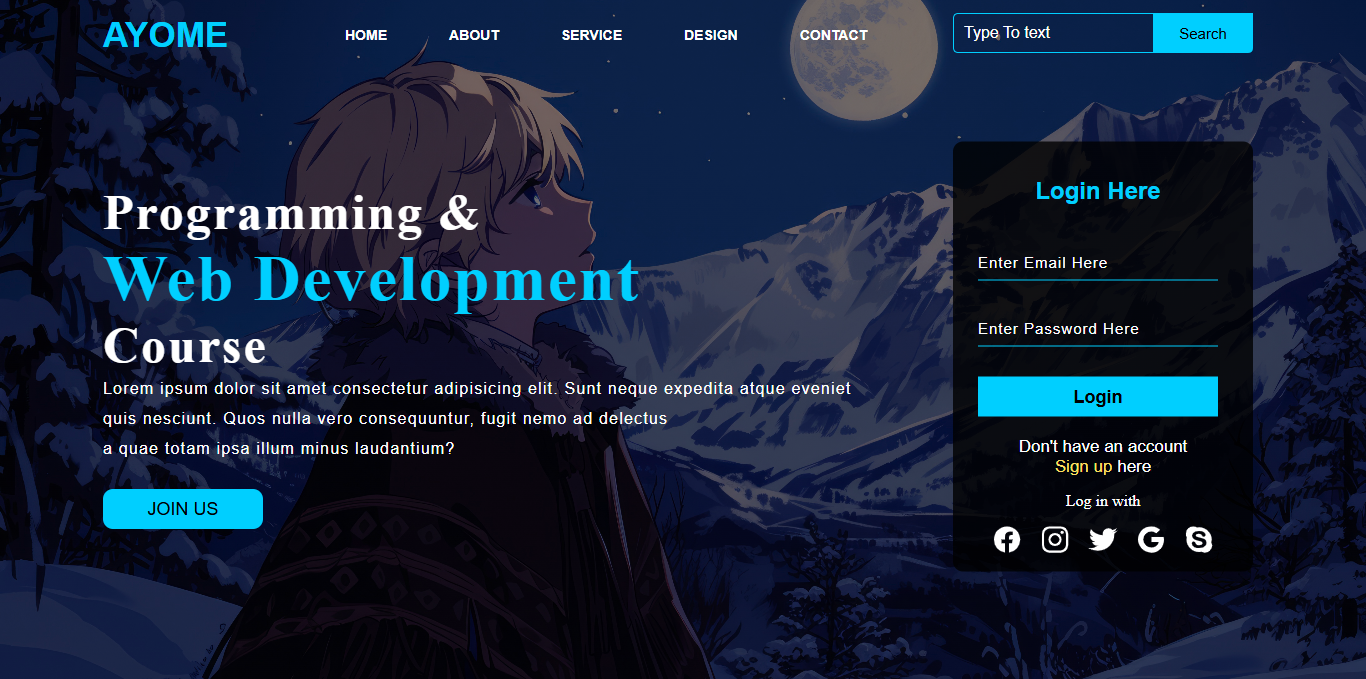 AYOME
HOME ABOUT SERVICE DESIGN CONTACT
Type To text
Search
Programming &
Web Development
Course
Lorem ipsum dolor sit amet consectetur adipisicing elit. Sunt neque expedita atque eveniet
quis nesciunt. Quos nulla vero consequuntur, fugit nemo ad delectus
a quae totam ipsa illum minus laudantium?
JOIN US
Login Here
Enter Email Here
Enter Password Here
Login
Don't have an account
Sign up here
Log in with